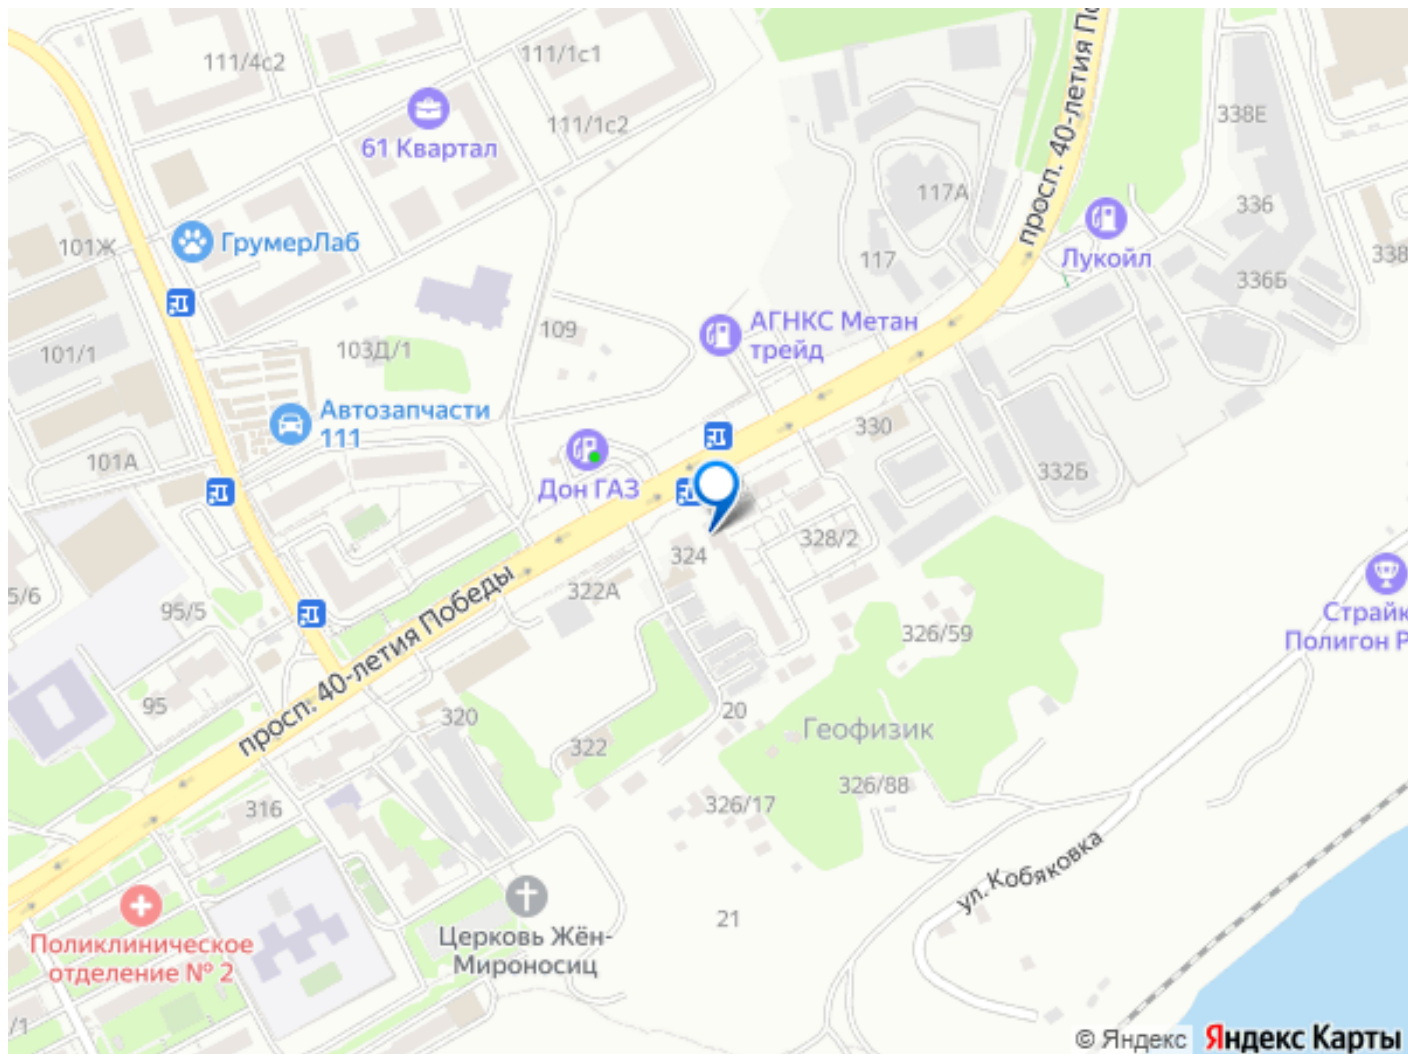 111/4с2
111/1с1
просп. 40-летия По
61 Квартал
111/1с2
338Е
117А
336
101Ж
ГрумерЛаб
Лукойл
338
117
336Б
АГНКС Метан
трейд
109
103Д/1
101/1
Автозапчасти
111
330
101А
Дон ГАЗ
332Б
324
328/2
322А
5/6
95/5
Страйк
Полигон Р
326/59
просп. 40-летия Победы
95
320
20
Геофизик
322
326/88
326/17
316
ул. Кобяковка
21
Поликлиническое
отделение № 2
Церковь Жён-
Мироносиц
/1
© Яндекс Яндекс Карты